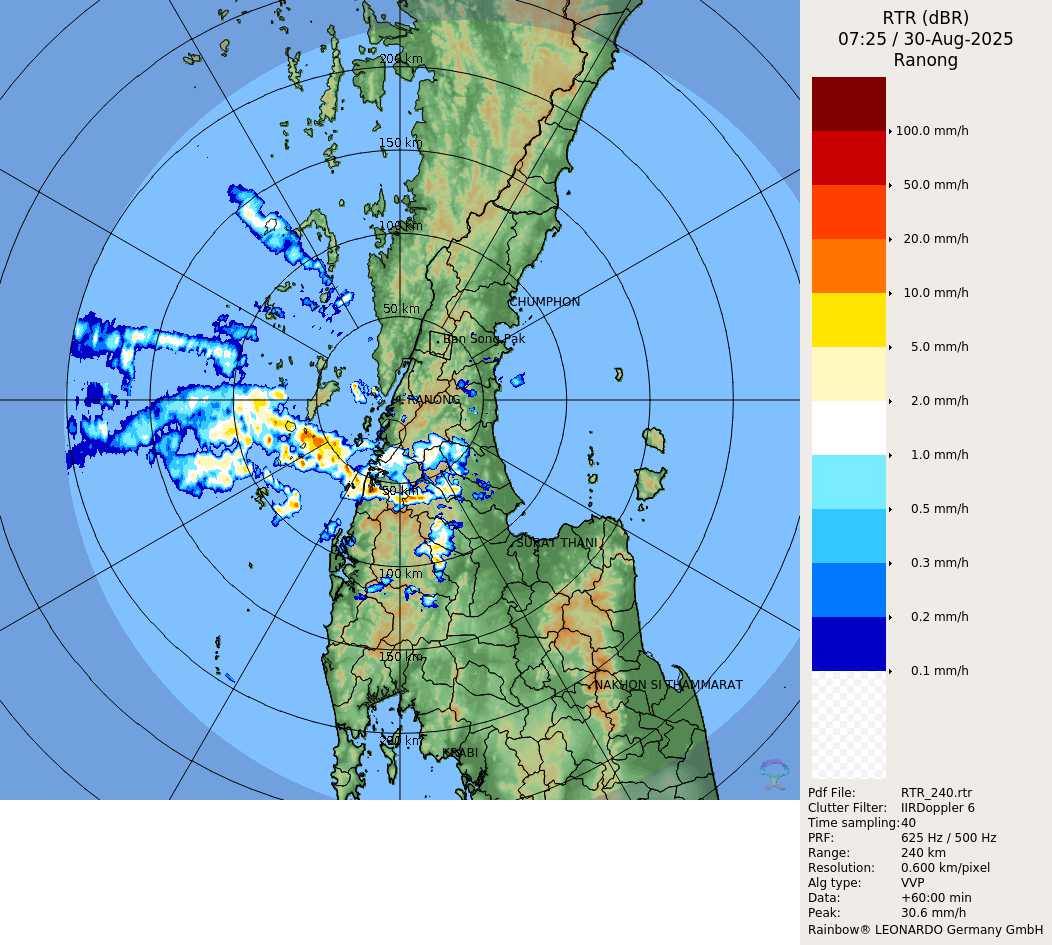 RTR (dBR)
07:25 / 30-Aug-2025
Ranong
100.0 mm/h
50.0 mm/h
20.0 mm/h
10.0 mm/h
5.0 mm/h
2.0 mm/h
1.0 mm/h
0.5 mm/h
0.3 mm/h
0.2 mm/h
0.1 mm/h
Pdf File: RTR_240.rtr
Clutter Filter: IIRDoppler 6
Time sampling: 40
PRF: 625 Hz / 500 Hz
Range: 240 km
Resolution: 0.600 km/pixel
Alg type: VVP
Data: +60:00 min
Peak: 30.6 mm/h
Rainbow® LEONARDO Germany GmbH
200 km
150 km
100 km
CHUMPHON
50 km
Ban Song Pak
RANONG
50 km
SURAT THANI
100 km
150 km
NAKHON SI THAMMARAT
200 km
KRABI